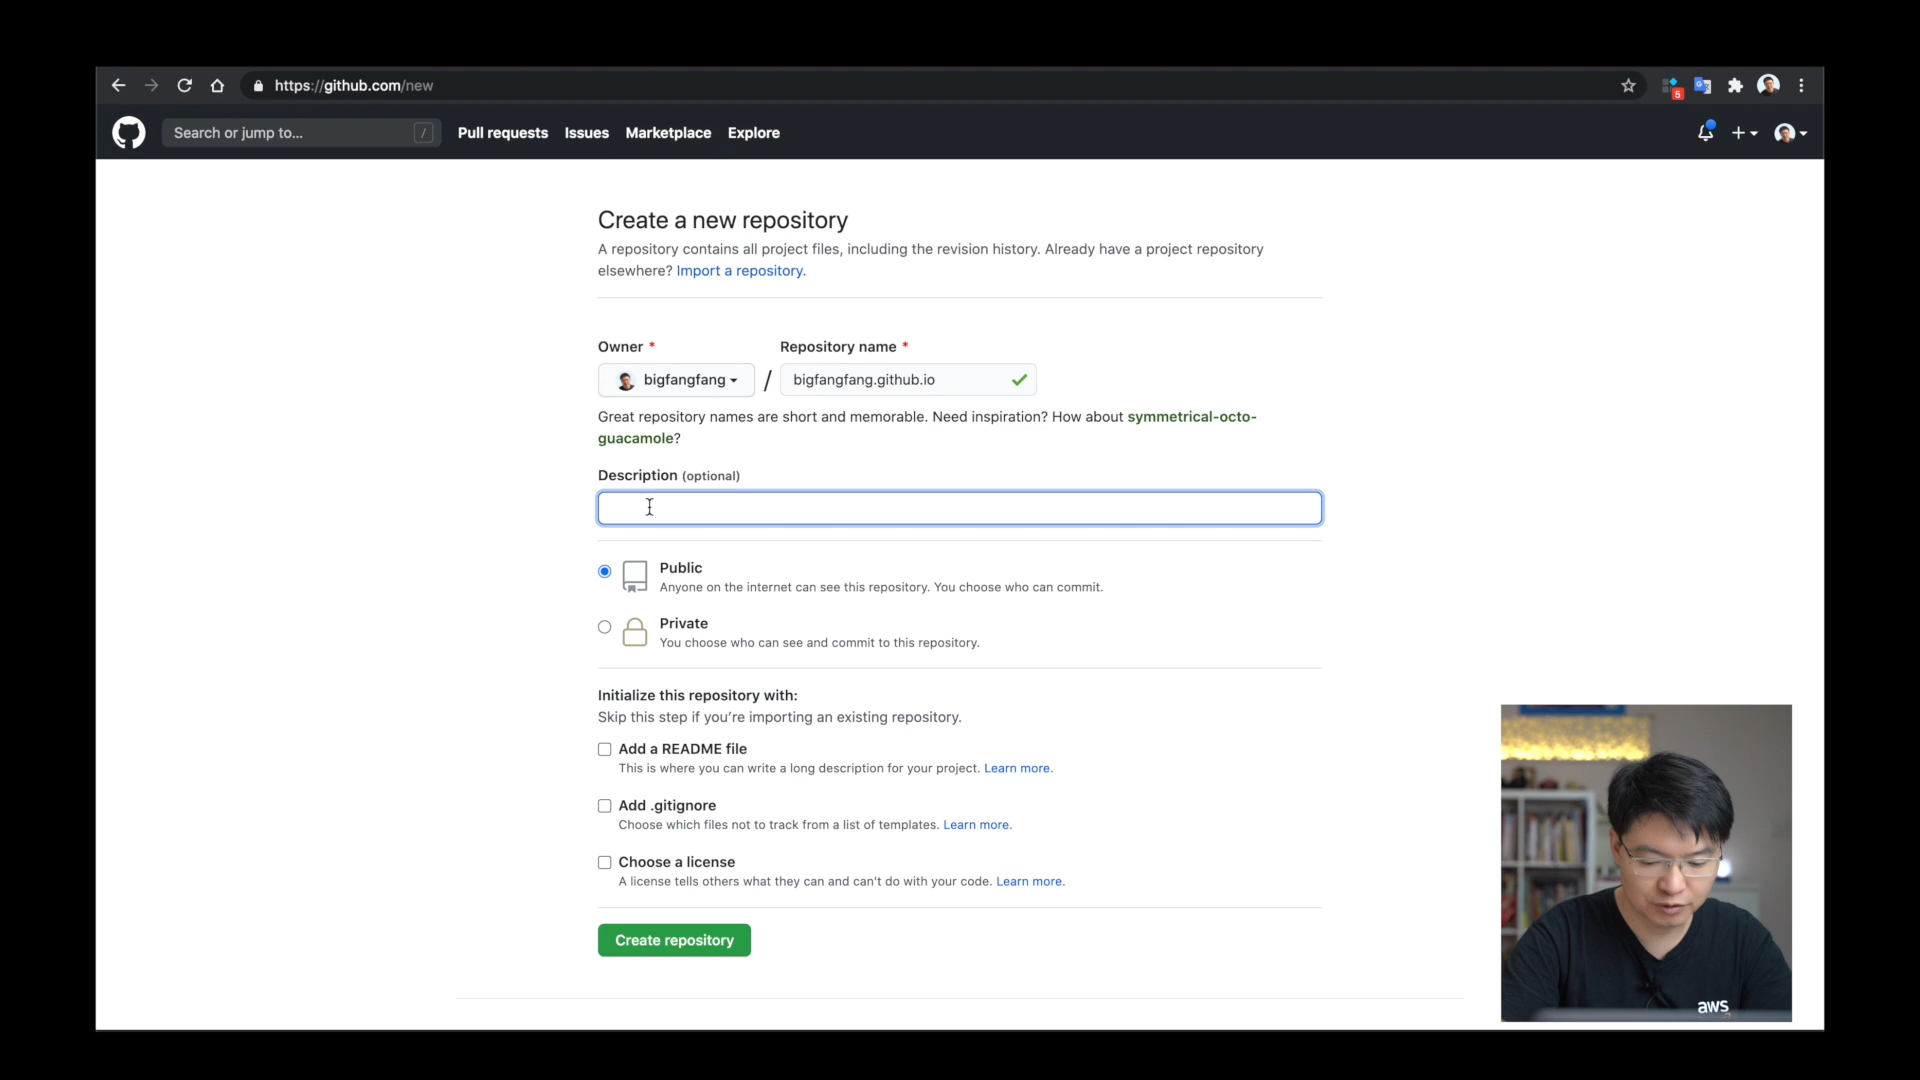 https://github.com/new
5
Search or jump to...
/
Pull requests
Issues
Marketplace
Explore
Create a new repository
A repository contains all project files, including the revision history. Already have a project repository
elsewhere? Import a repository.
Owner *
Repository name *
bigfangfang
/
bigfangfang.github.io
Great repository names are short and memorable. Need inspiration? How about symmetrical-octo-
guacamole?
Description (optional)
Public
Anyone on the internet can see this repository. You choose who can commit.
Private
You choose who can see and commit to this repository.
Initialize this repository with:
Skip this step if you’re importing an existing repository.
Add a README file
This is where you can write a long description for your project. Learn more.
Add .gitignore
Choose which files not to track from a list of templates. Learn more.
Choose a license
A license tells others what they can and can't do with your code. Learn more.
Create repository
aws